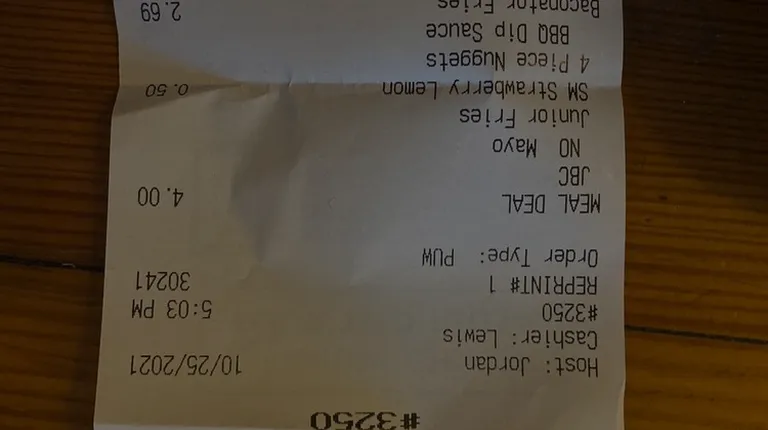 #3250
Host: Jordan 10/25/2021
Cashier: Lewis
#3250 5:03 PM
REPRINT# 1 30241
Order Type: PUW
MEAL DEAL 4.00
JBC
NO Mayo
Junior Fries
SM Strawberry Lemon 0.50
4 Piece Nuggets
BBQ Dip Sauce
Baconator Fries 2.69